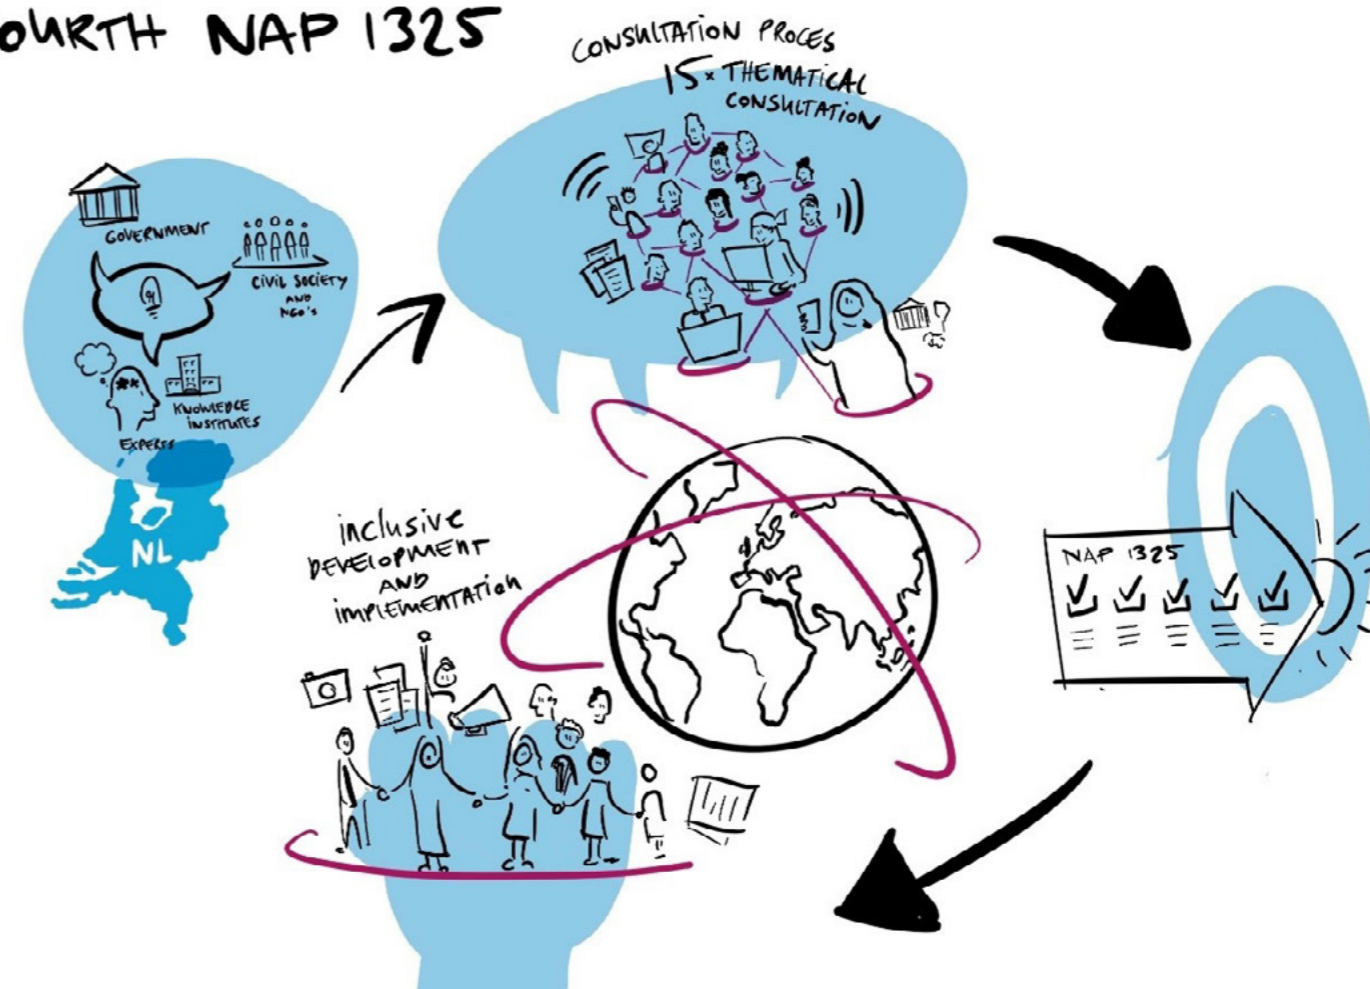 OURTH NAP 1325
CONSULTATION PROCES
15x THEMATICAL
CONSULTATION
GOVERNMENT
CIVIL SOCIETY
AND
NGO'S
KNOWLEDGE
INSTITUTES
EXPERTS
NL
inclusive
DEVELOPMENT
AND
IMPLEMENTATION
NAP 1325